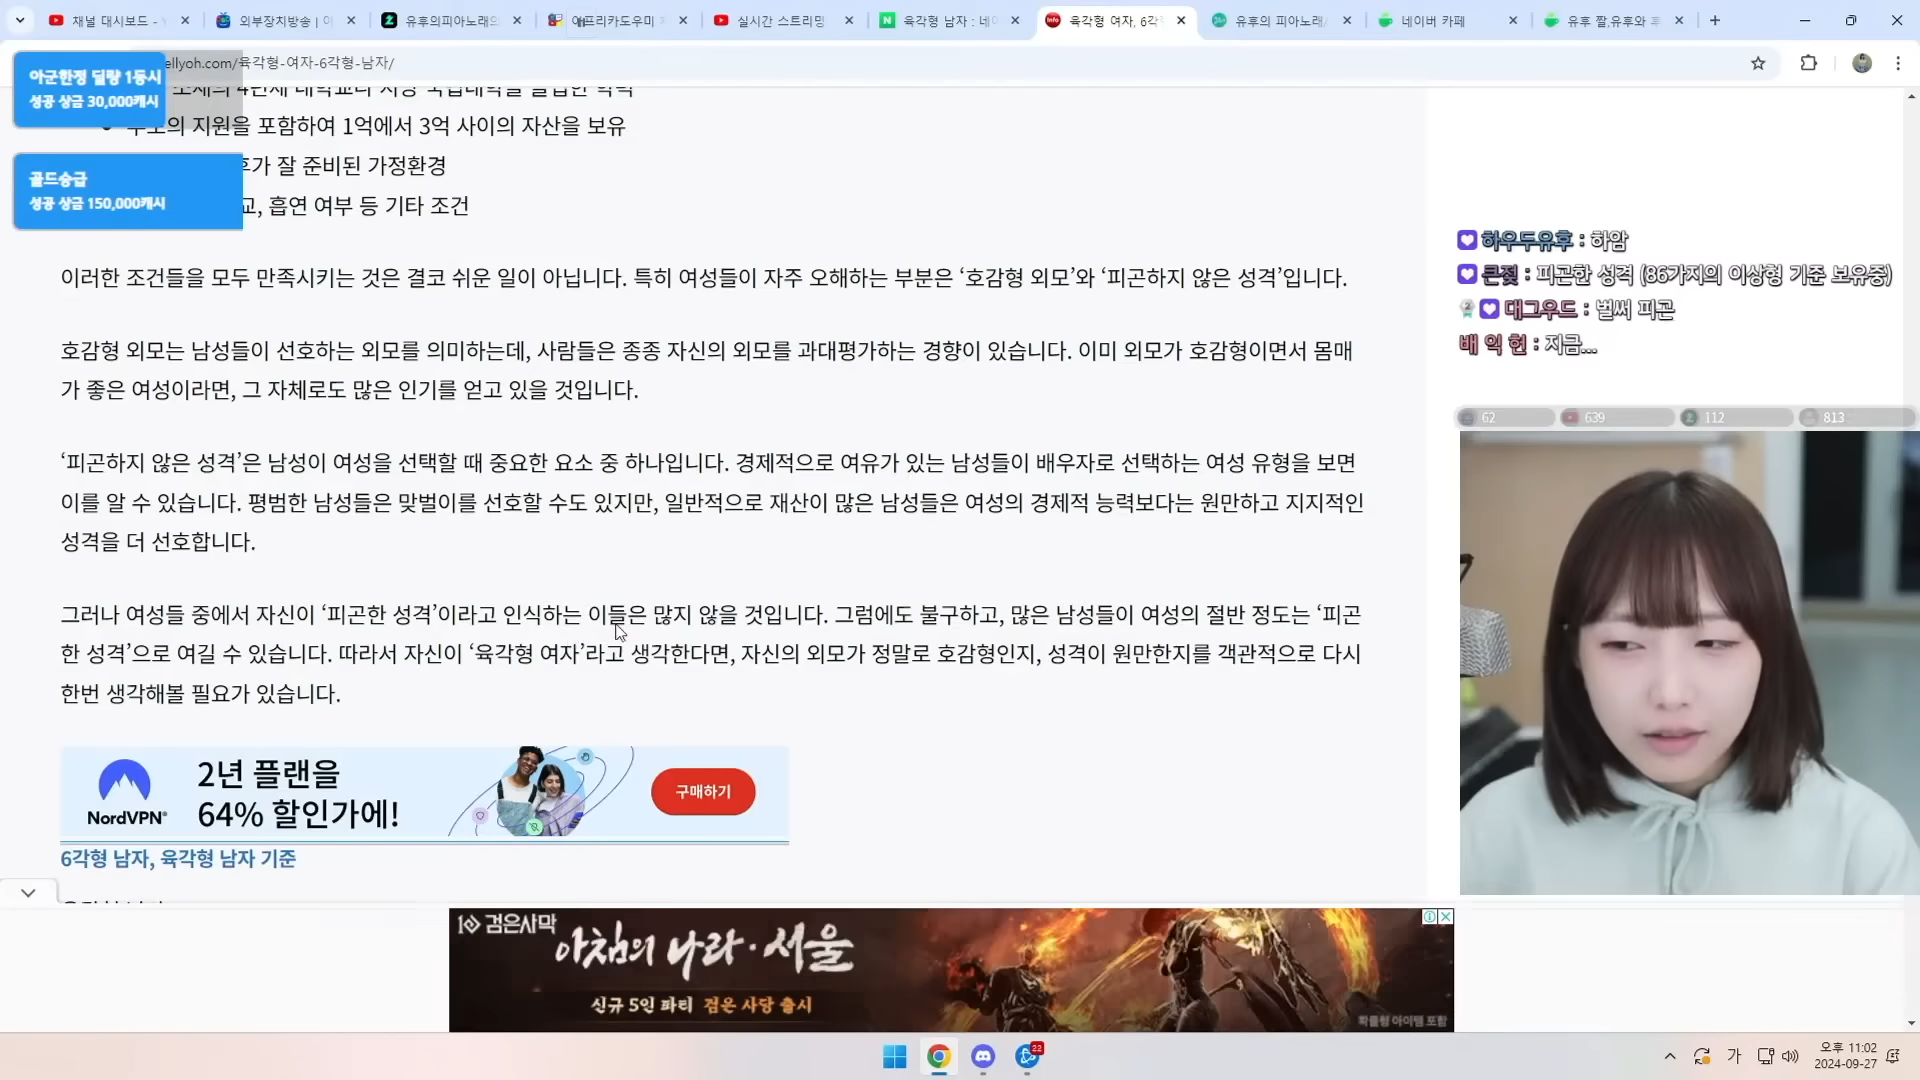 채널 대시보드 - Y
외부장치방송 | 아
유후의피아노래의
아프리카도우미
실시간 스트리밍
육각형 남자 : 네이
육각형 여자, 6각형
유후의 피아노래
네이버 카페
유후 짤,유후와
ellyoh.com/육각형-여자-6각형-남자/
아군한정 딜량 1등시
성공 상금 30,000캐시
골드승급
성공 상금 150,000캐시
부모의 지원을 포함하여 1억에서 3억 사이의 자산을 보유
후가 잘 준비된 가정환경
교, 흡연 여부 등 기타 조건
이러한 조건들을 모두 만족시키는 것은 결코 쉬운 일이 아닙니다. 특히 여성들이 자주 오해하는 부분은 ‘호감형 외모’와 ‘피곤하지 않은 성격’입니다.
호감형 외모는 남성들이 선호하는 외모를 의미하는데, 사람들은 종종 자신의 외모를 과대평가하는 경향이 있습니다. 이미 외모가 호감형이면서 몸매
가 좋은 여성이라면, 그 자체로도 많은 인기를 얻고 있을 것입니다.
‘피곤하지 않은 성격’은 남성이 여성을 선택할 때 중요한 요소 중 하나입니다. 경제적으로 여유가 있는 남성들이 배우자로 선택하는 여성 유형을 보면
이를 알 수 있습니다. 평범한 남성들은 맞벌이를 선호할 수도 있지만, 일반적으로 재산이 많은 남성들은 여성의 경제적 능력보다는 원만하고 지지적인
성격을 더 선호합니다.
그러나 여성들 중에서 자신이 ‘피곤한 성격’이라고 인식하는 이들은 많지 않을 것입니다. 그럼에도 불구하고, 많은 남성들이 여성의 절반 정도는 ‘피곤
한 성격’으로 여길 수 있습니다. 따라서 자신이 ‘육각형 여자’라고 생각한다면, 자신의 외모가 정말로 호감형인지, 성격이 원만한지를 객관적으로 다시
한번 생각해볼 필요가 있습니다.
NordVPN®
2년 플랜을
64% 할인가에!
구매하기
6각형 남자, 육각형 남자 기준
하우두유후 : 하암
큰젖 : 피곤한 성격 (86가지의 이상형 기준 보유중)
대그우드 : 벌써 피곤
배 익 헌 : 지금...
62
639
112
813
검은사막
아침의 나라·서울
신규 5인 파티 검은 사당 출시
확률형 아이템 포함
22
가
오후 11:02
2024-09-27